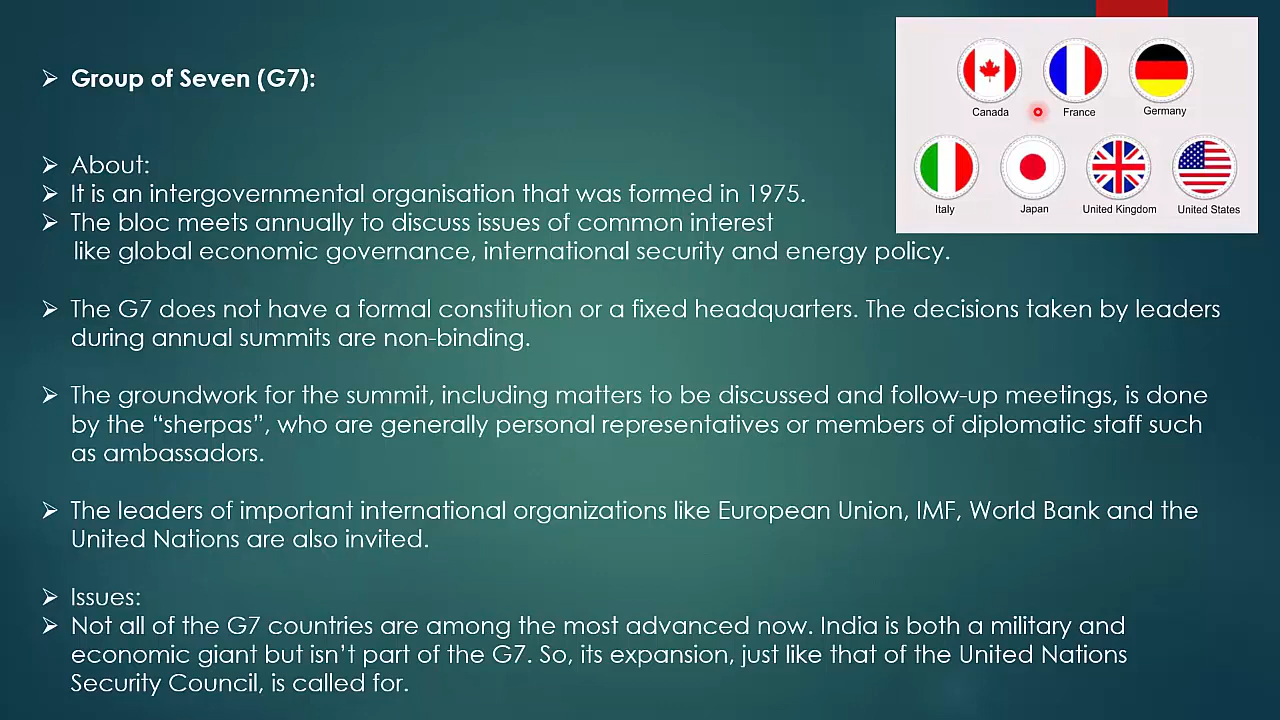 Group of Seven (G7):
Canada
France
Germany
Italy
Japan
United Kingdom
United States
About:
It is an intergovernmental organisation that was formed in 1975.
The bloc meets annually to discuss issues of common interest
like global economic governance, international security and energy policy.
The G7 does not have a formal constitution or a fixed headquarters. The decisions taken by leaders
during annual summits are non-binding.
The groundwork for the summit, including matters to be discussed and follow-up meetings, is done
by the “sherpas”, who are generally personal representatives or members of diplomatic staff such
as ambassadors.
The leaders of important international organizations like European Union, IMF, World Bank and the
United Nations are also invited.
Issues:
Not all of the G7 countries are among the most advanced now. India is both a military and
economic giant but isn’t part of the G7. So, its expansion, just like that of the United Nations
Security Council, is called for.